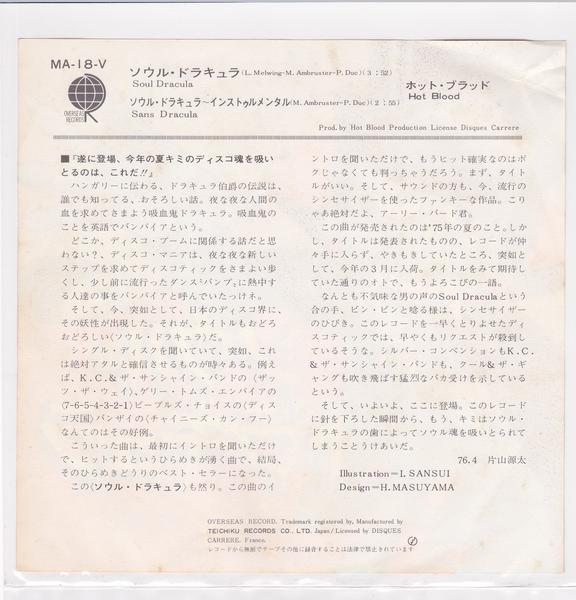 MA-18-V
OVERSEAS
RECORDS
ソウル・ドラキュラ(L. Melwing-M. Ambruster-P. Duc)(3:52)
Soul Dracula
ソウル・ドラキュラ〜インストゥルメンタル(M. Ambruster-P. Duc)(2:55)
Sans Dracula
ホット・ブラッド
Hot Blood
Prod. by Hot Blood Production License Disques Carrere
■『遂に登場、今年の夏キミのディスコ魂を吸い
とるのは、これだ!!』
ハンガリーに伝わる、ドラキュラ伯爵の伝説は、
誰でも知ってる、おそろしい話。夜な夜な人間の
血を求めてさまよう吸血鬼ドラキュラ。吸血鬼の
ことを英語でバンパイアという。
どこか、ディスコ・ブームに関係する話だと思
わない？、ディスコ・マニアは、夜な夜な新しい
ステップを求めてディスコティックをさまよい歩
くし、少し前に流行ったダンス『バンプ』に熱中す
る人達の事をバンパイアと呼んでいたっけネ。
そして、今、突如として、日本のディスコ界に、
その妖性が出現した。それが、タイトルもおどろ
おどろしい〈ソウル・ドラキュラ〉だ。
シングル・ディスクを聞いていて、突如、これ
は絶対アタルと確信させるものが時々ある。例え
ば、K.C.&ザ・サンシャイン・バンドの〈ザッ
ツ・ザ・ウェイ〉、ゲリー・トムズ・エンパイアの
〈7-6-5-4-3-2-1〉ピープルズ・チョイスの〈ディス
コ天国〉バンザイの〈チャイニーズ・カン・フー〉
なんてのはその好例。
こういった曲は、最初にイントロを聞いただけ
で、ヒットするというひらめきが湧く曲で、結局、
そのひらめきどうりのベスト・セラーになった。
この〈ソウル・ドラキュラ〉も然り。この曲のイ
ントロを聞いただけで、もうヒット確実なのはボ
クじゃなくても判っちゃうだろう。まず、タイト
ルがいい。そして、サウンドの方も、今、流行の
シンセサイザーを使ったファンキーな作品。こり
ゃあ絶対だよ、アーリー・バード君。
この曲が発売されたのは'75年の夏のこと。しか
し、タイトルは発表されたものの、レコードが仲
々手に入らず、やきもきしていたところ、突如と
して、今年の3月に入荷。タイトルをみて期待し
ていた通りのオトで、もうよろこびの一語。
なんとも不気味な男の声のSoul Draculaという
合の手、ビン・ビンと唸る様は、シンセサイザー
のひびき。このレコードを一早くとりよせたディ
スコティックでは、早くもリクエストが殺到し
ているそうな。シルバー・コンベンションもK.C.
&ザ・サンシャイン・バンドも、クール&ザ・ギ
ャングも吹き飛ばす猛烈なバカ受けを示している
という。
そして、いよいよ、ここに登場。このレコード
に針を下ろした瞬間から、もう、キミはソウル・
ドラキュラの歯によってソウル魂を吸いとられて
しまうことうけあいだ。
76.4 片山源太
Illustration=I. SANSUI
Design=H. MASUYAMA
OVERSEAS RECORD. Trademark registered by, Manufactured by
TEICHIKU RECORDS CO., LTD. Japan/Licensed by DISQUES
CARRERE. France.
レコードから無断でテープその他に録音することは法律で禁止されています